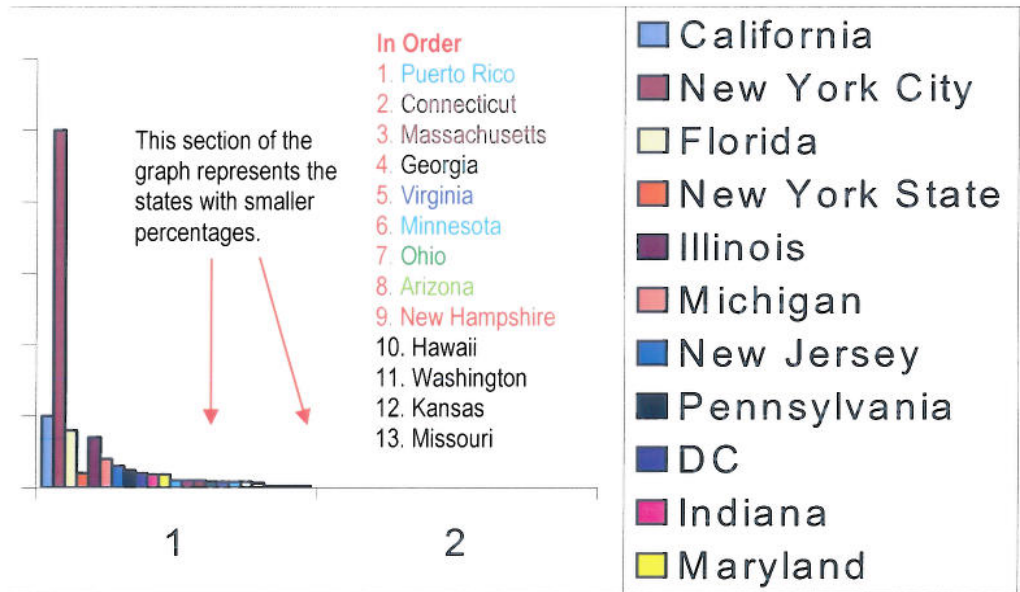 This section of the
graph represents the
states with smaller
percentages.
In Order
1. Puerto Rico
2. Connecticut
3. Massachusetts
4. Georgia
5. Virginia
6. Minnesota
7. Ohio
8. Arizona
9. New Hampshire
10. Hawaii
11. Washington
12. Kansas
13. Missouri
1
2
California
New York City
Florida
New York State
Illinois
Michigan
New Jersey
Pennsylvania
DC
Indiana
Maryland